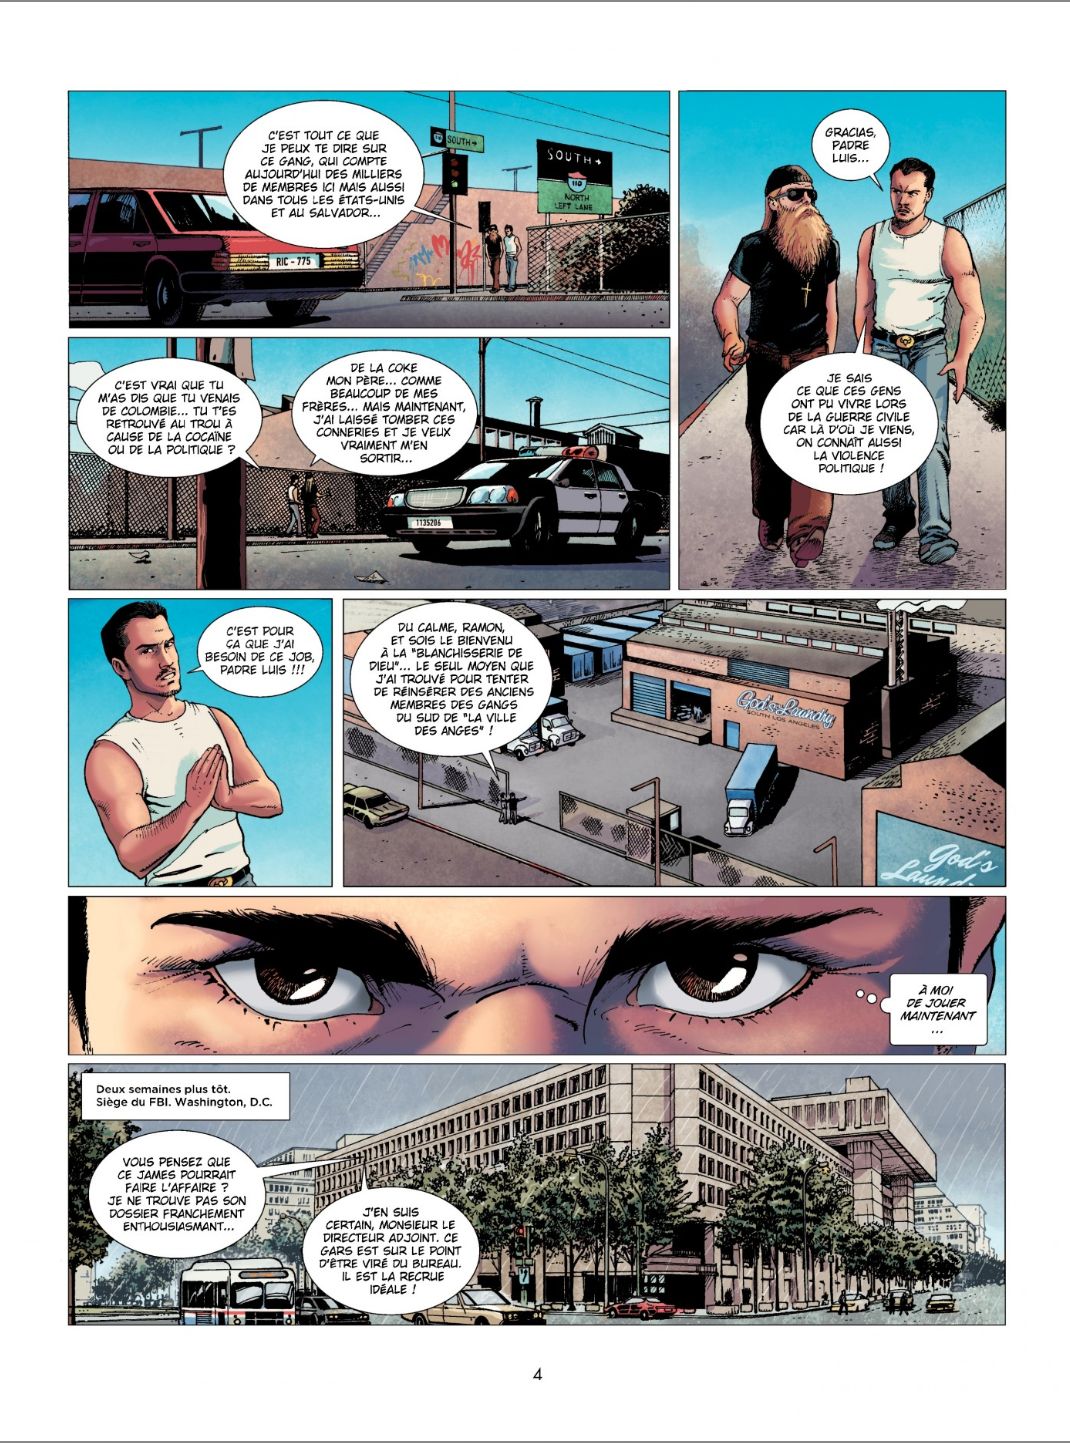 C'EST TOUT CE QUE
JE PEUX TE DIRE SUR
CE GANG, QUI COMPTE
AUJOURD'HUI DES MILLIERS
DE MEMBRES ICI MAIS AUSSI
DANS TOUS LES ÉTATS-UNIS
ET AU SALVADOR...
SOUTH→
SOUTH→
110
NORTH
LEFT LANE
RIC - 775
GRACIAS,
PADRE
LUIS...
JE SAIS
CE QUE CES GENS
ONT PU VIVRE LORS
DE LA GUERRE CIVILE
CAR LÀ D'OÙ JE VIENS,
ON CONNAÎT AUSSI
LA VIOLENCE
POLITIQUE !
C'EST VRAI QUE TU
M'AS DIS QUE TU VENAIS
DE COLOMBIE... TU T'ES
RETROUVÉ AU TROU À
CAUSE DE LA COCAÏNE
OU DE LA POLITIQUE ?
DE LA COKE
MON PÈRE... COMME
BEAUCOUP DE MES
FRÈRES... MAIS MAINTENANT,
J'AI LAISSÉ TOMBER CES
CONNERIES ET JE VEUX
VRAIMENT M'EN
SORTIR...
1135206
C'EST POUR
ÇA QUE J'AI
BESOIN DE CE JOB,
PADRE LUIS !!!
DU CALME, RAMON,
ET SOIS LE BIENVENU
À LA "BLANCHISSERIE DE
DIEU"... LE SEUL MOYEN QUE
J'AI TROUVÉ POUR TENTER
DE RÉINSÉRER DES ANCIENS
MEMBRES DES GANGS
DU SUD DE "LA VILLE
DES ANGES" !
God's Laundry
SOUTH LOS ANGELES
God's
Laund
À MOI
DE JOUER
MAINTENANT
...
Deux semaines plus tôt.
Siège du FBI. Washington, D.C.
VOUS PENSEZ QUE
CE JAMES POURRAIT
FAIRE L'AFFAIRE ?
JE NE TROUVE PAS SON
DOSSIER FRANCHEMENT
ENTHOUSIASMANT...
J'EN SUIS
CERTAIN, MONSIEUR LE
DIRECTEUR ADJOINT. CE
GARS EST SUR LE POINT
D'ÊTRE VIRÉ DU BUREAU.
IL EST LA RECRUE
IDÉALE !
4